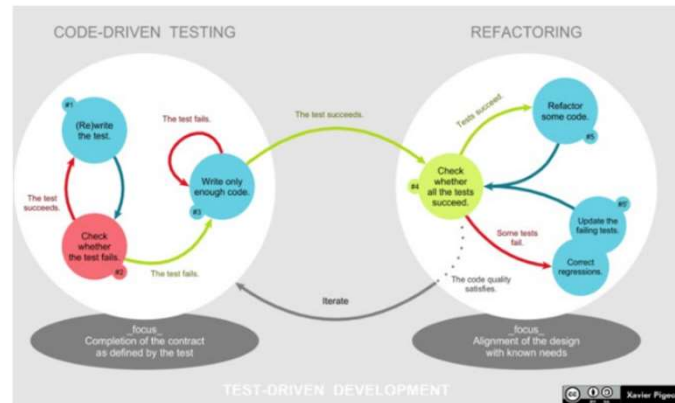 CODE-DRIVEN TESTING
REFACTORING
#1
(Re)write
the test.
The test
succeeds.
Check
whether
the test fails.
#2
The test fails.
The test fails.
Write only
enough code.
#3
The test succeeds.
Tests succeed.
Refactor
some code.
#5
Check
whether
all the tests
succeed.
#4
#5'
Update the
failing tests.
Correct
regressions.
Some tests
fail.
The code quality
satisfies.
Iterate
_focus_
Completion of the contract
as defined by the test
_focus_
Alignment of the design
with known needs
TEST-DRIVEN DEVELOPMENT
cc
Xavier Pigeo